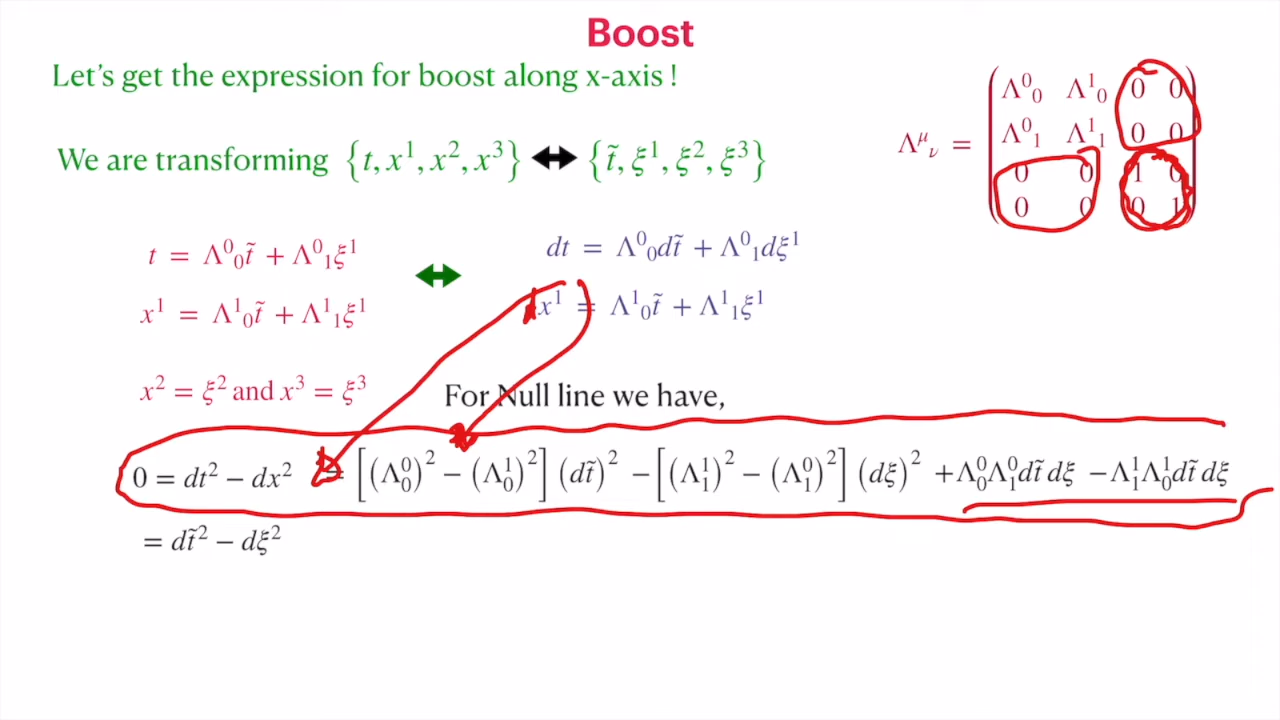 Boost
Let's get the expression for boost along x-axis !
We are transforming {t, x¹, x², x³} ↔ {t̃, ξ¹, ξ², ξ³}
Λ^μ_ν = ( Λ⁰₀ Λ¹₀ 0 0
Λ⁰₁ Λ¹₁ 0 0
0 0 1 0
0 0 0 1 )
t = Λ⁰₀t̃ + Λ⁰₁ξ¹
x¹ = Λ¹₀t̃ + Λ¹₁ξ¹
x² = ξ² and x³ = ξ³
dt = Λ⁰₀dt̃ + Λ⁰₁dξ¹
x¹ = Λ¹₀t̃ + Λ¹₁ξ¹
For Null line we have,
0 = dt² − dx² = [(Λ⁰₀)² − (Λ¹₀)²] (dt̃)² − [(Λ¹₁)² − (Λ⁰₁)²] (dξ)² + Λ⁰₀Λ⁰₁dt̃ dξ − Λ¹₁Λ¹₀dt̃ dξ
= dt̃² − dξ²